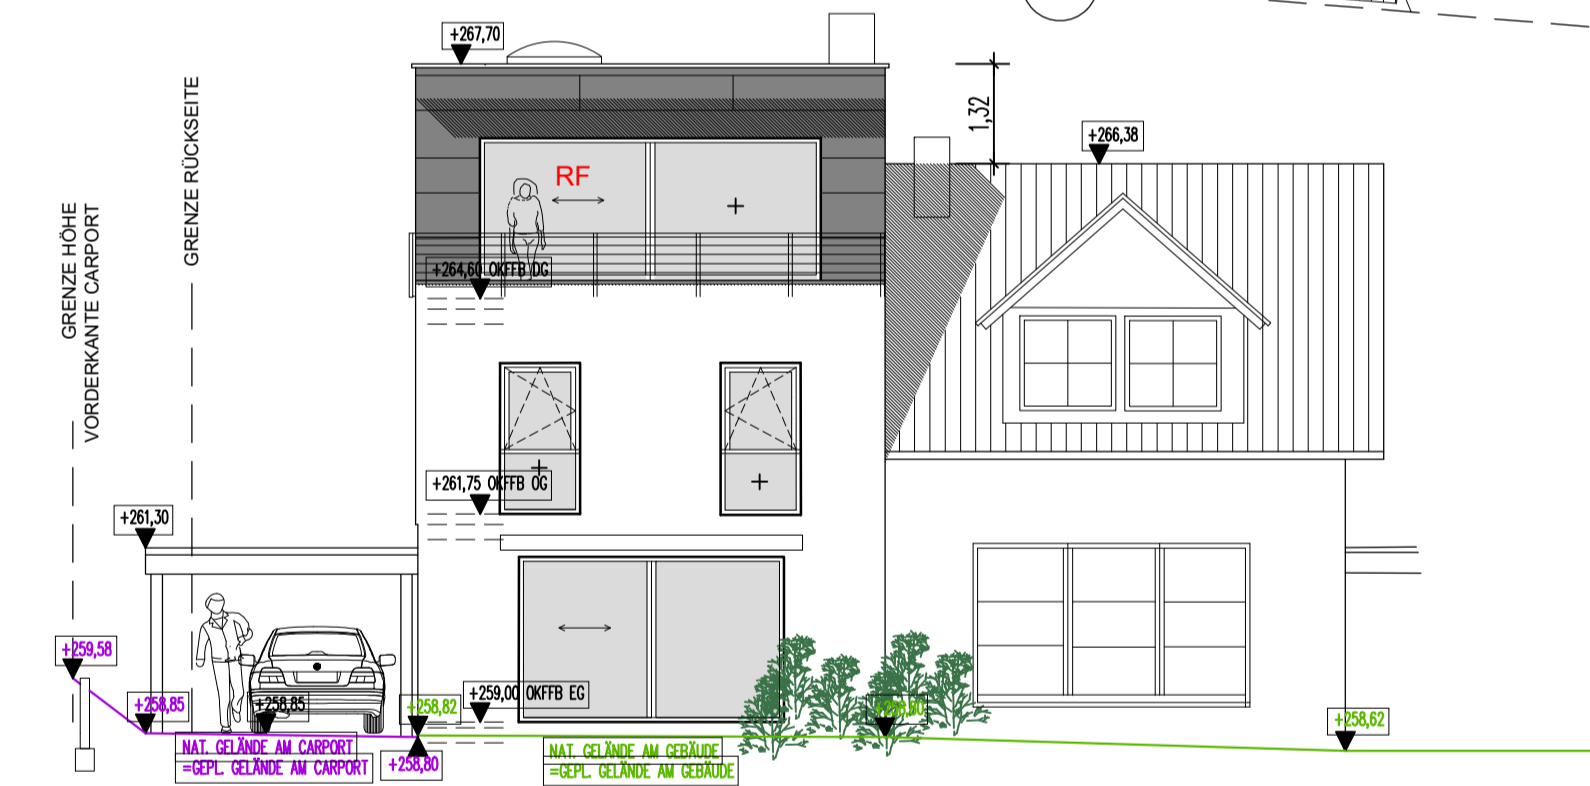 +267,70
1,32
+266,38
GRENZE RÜCKSEITE
GRENZE HÖHE
VORDERKANTE CARPORT
RF
+264,60 OKFFB DG
+261,75 OKFFB OG
+261,30
+259,58
+259,00 OKFFB EG
+258,85
+258,85
+258,82
+258,62
NAT. GELÄNDE AM CARPORT
=GEPL. GELÄNDE AM CARPORT
+258,80
NAT. GELÄNDE AM GEBÄUDE
=GEPL. GELÄNDE AM GEBÄUDE